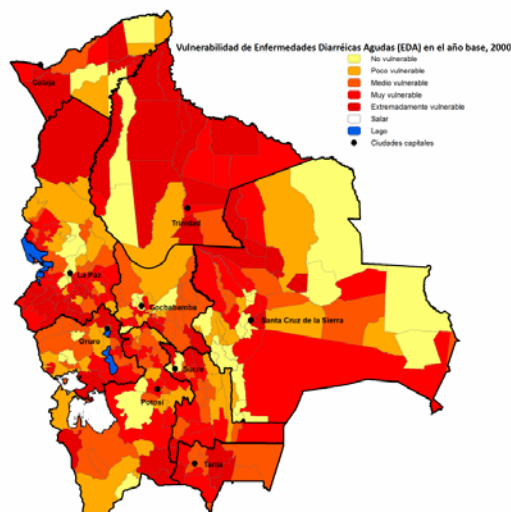 Vulnerabilidad de Enfermedades Diarréicas Agudas (EDA) en el año base, 2000
No vulnerable
Poco vulnerable
Medio vulnerable
Muy vulnerable
Extremadamente vulnerable
Salar
Lago
Ciudades capitales
Cobija
Trinidad
La Paz
Cochabamba
Santa Cruz de la Sierra
Oruro
Sucre
Potosí
Tarija